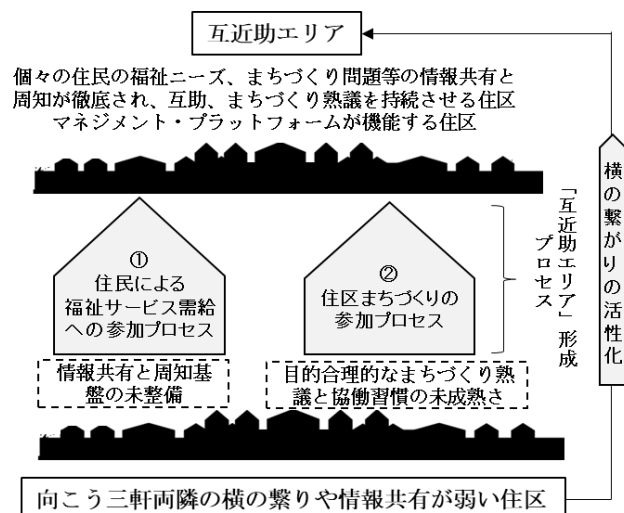 互近助エリア
個々の住民の福祉ニーズ、まちづくり問題等の情報共有と
周知が徹底され、互助、まちづくり熟議を持続させる住区
マネジメント・プラットフォームが機能する住区
①
住民による
福祉サービス需給
への参加プロセス
②
住区まちづくりの
参加プロセス
「互近助エリア」形成
プロセス
横の繋がりの活性化
情報共有と周知基
盤の未整備
目的合理的なまちづくり熟
議と協働習慣の未成熟さ
向こう三軒両隣の横の繋りや情報共有が弱い住区